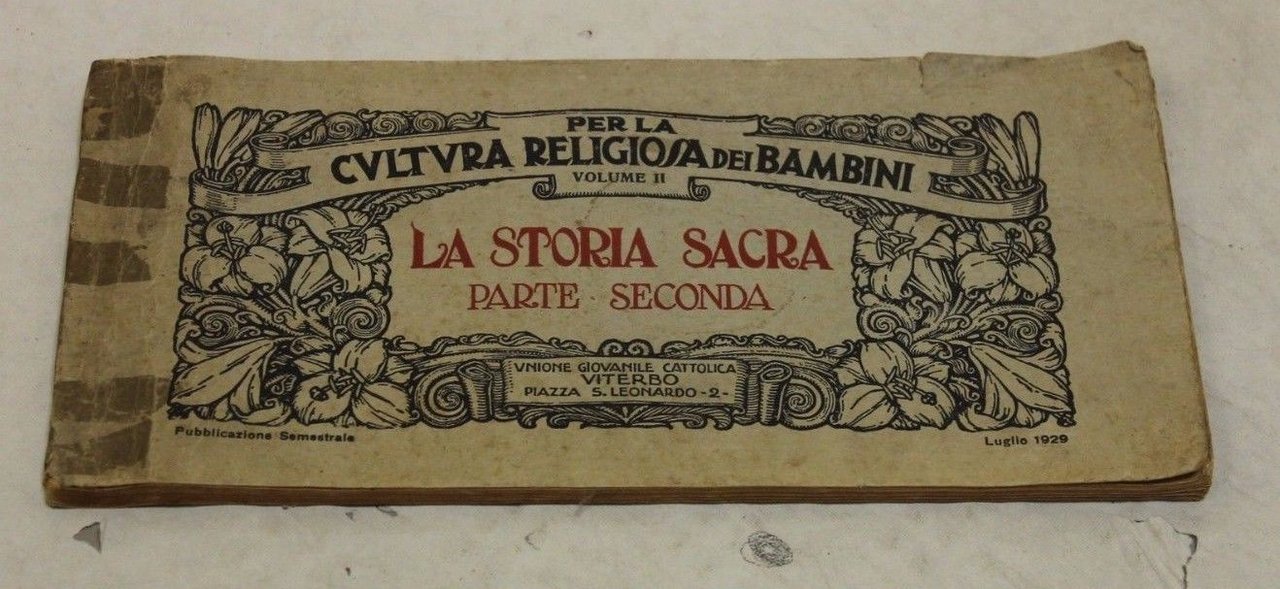 PER LA
CVLTVRA RELIGIOSA DEI BAMBINI
VOLUME II
LA STORIA SACRA
PARTE SECONDA
VNIONE GIOVANILE CATTOLICA
VITERBO
PIAZZA S. LEONARDO - 2 -
Pubblicazione Semestrale
Luglio 1929